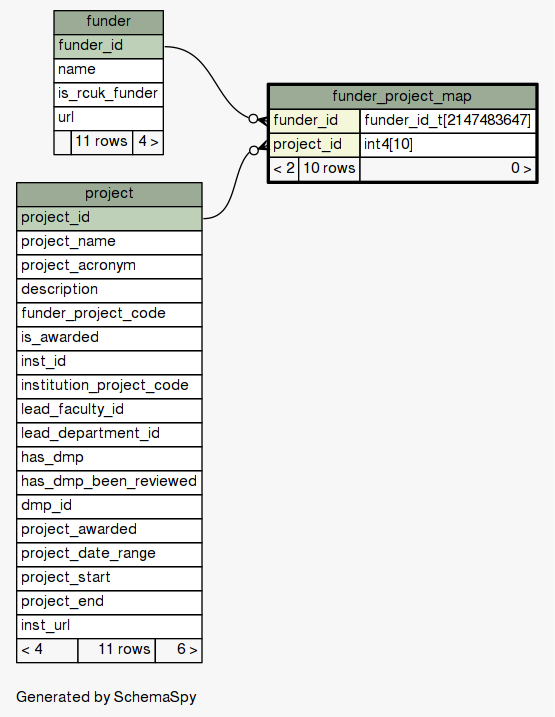 funder
funder_id
name
is_rcuk_funder
url
11 rows 4 >
funder_project_map
funder_id funder_id_t[2147483647]
project_id int4[10]
< 2 10 rows 0 >
project
project_id
project_name
project_acronym
description
funder_project_code
is_awarded
inst_id
institution_project_code
lead_faculty_id
lead_department_id
has_dmp
has_dmp_been_reviewed
dmp_id
project_awarded
project_date_range
project_start
project_end
inst_url
< 4 11 rows 6 >
Generated by SchemaSpy